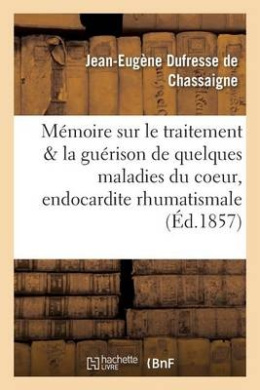 Jean-Eugène Dufresse de
Chassaigne
Mémoire sur le traitement & la guérison de quelques
maladies du coeur, endocardite rhumatismale
(Éd.1857)
hachette
LIVRE
{BnF